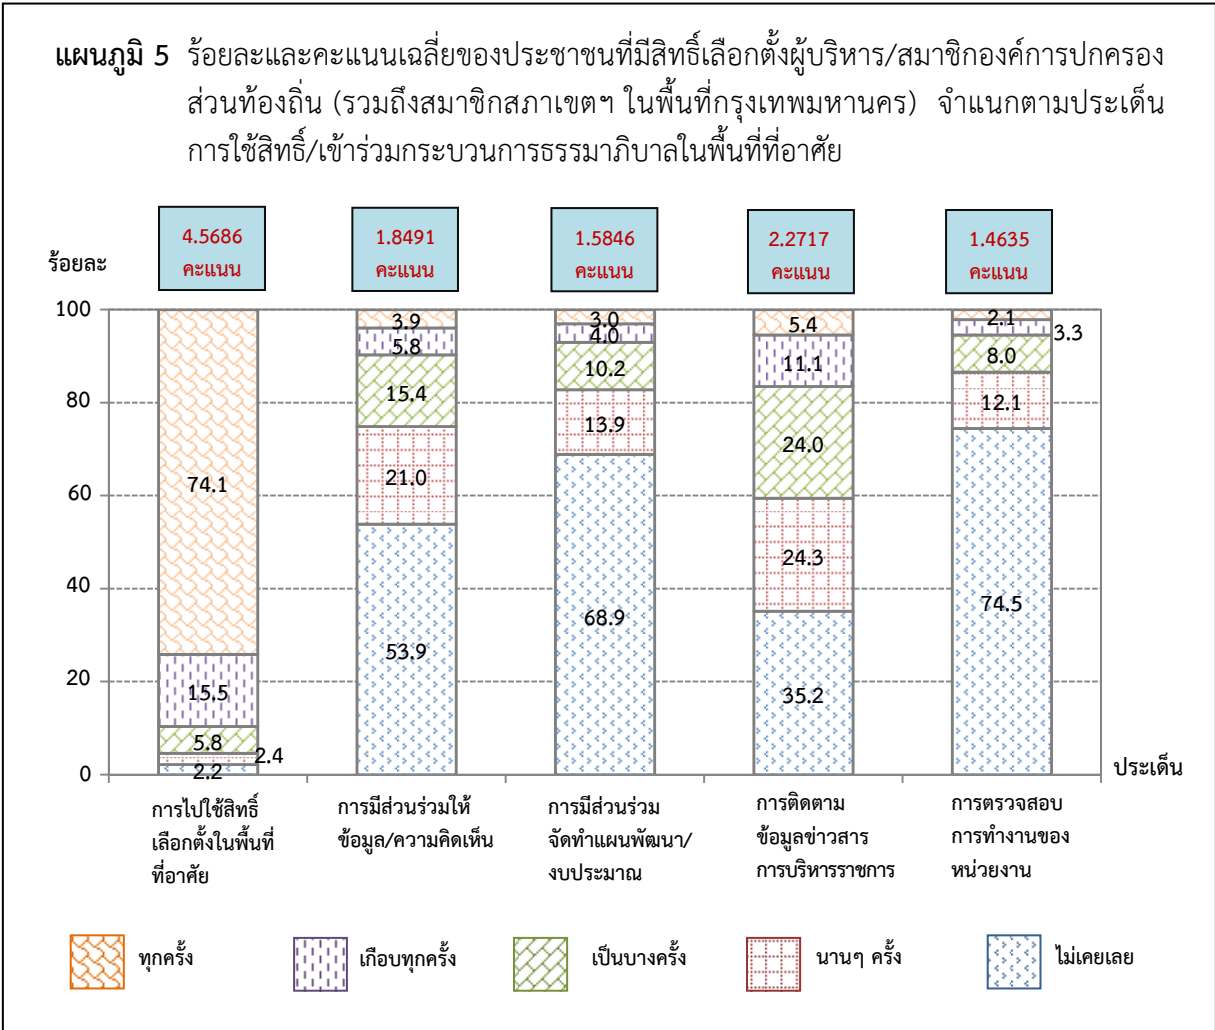 แผนภูมิ 5 ร้อยละและคะแนนเฉลี่ยของประชาชนที่มีสิทธิ์เลือกตั้งผู้บริหาร/สมาชิกองค์การปกครอง
ส่วนท้องถิ่น (รวมถึงสมาชิกสภาเขตฯ ในพื้นที่กรุงเทพมหานคร) จำแนกตามประเด็น
การใช้สิทธิ์/เข้าร่วมกระบวนการธรรมาภิบาลในพื้นที่ที่อาศัย
4.5686
คะแนน
1.8491
คะแนน
1.5846
คะแนน
2.2717
คะแนน
1.4635
คะแนน
ร้อยละ
100
80
60
40
20
0
74.1
15.5
5.8
2.4
2.2
3.9
5.8
15.4
21.0
53.9
3.0
4.0
10.2
13.9
68.9
5.4
11.1
24.0
24.3
35.2
2.1
3.3
8.0
12.1
74.5
ประเด็น
การไปใช้สิทธิ์
เลือกตั้งในพื้นที่
ที่อาศัย
การมีส่วนร่วมให้
ข้อมูล/ความคิดเห็น
การมีส่วนร่วม
จัดทำแผนพัฒนา/
งบประมาณ
การติดตาม
ข้อมูลข่าวสาร
การบริหารราชการ
การตรวจสอบ
การทำงานของ
หน่วยงาน
ทุกครั้ง
เกือบทุกครั้ง
เป็นบางครั้ง
นานๆ ครั้ง
ไม่เคยเลย